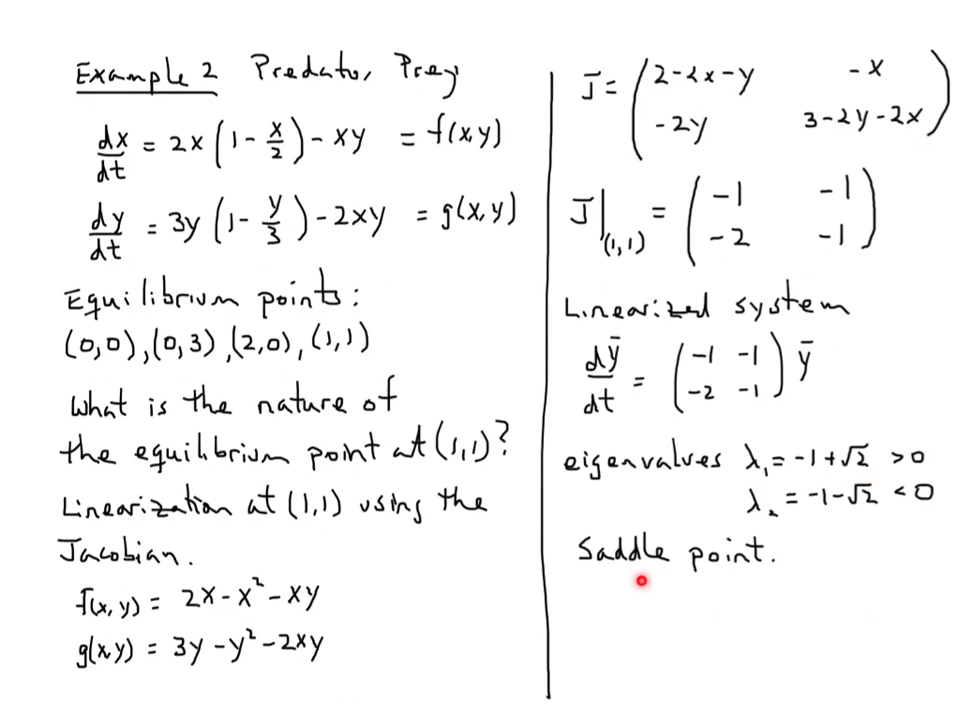 Example 2 Predator Prey
dx/dt = 2x (1 - x/2) - xy = f(x,y)
dy/dt = 3y (1 - y/3) - 2xy = g(x,y)
Equilibrium points:
(0,0), (0,3), (2,0), (1,1)
What is the nature of
the equilibrium point at (1,1)?
Linearization at (1,1) using the
Jacobian.
f(x,y) = 2x - x² - xy
g(x,y) = 3y - y² - 2xy
J = ( 2-2x-y -x
-2y 3-2y-2x )
J|(1,1) = ( -1 -1
-2 -1 )
Linearized system
dȳ/dt = ( -1 -1
-2 -1 ) ȳ
eigenvalues λ₁ = -1+√2 > 0
λ₂ = -1-√2 < 0
Saddle point.